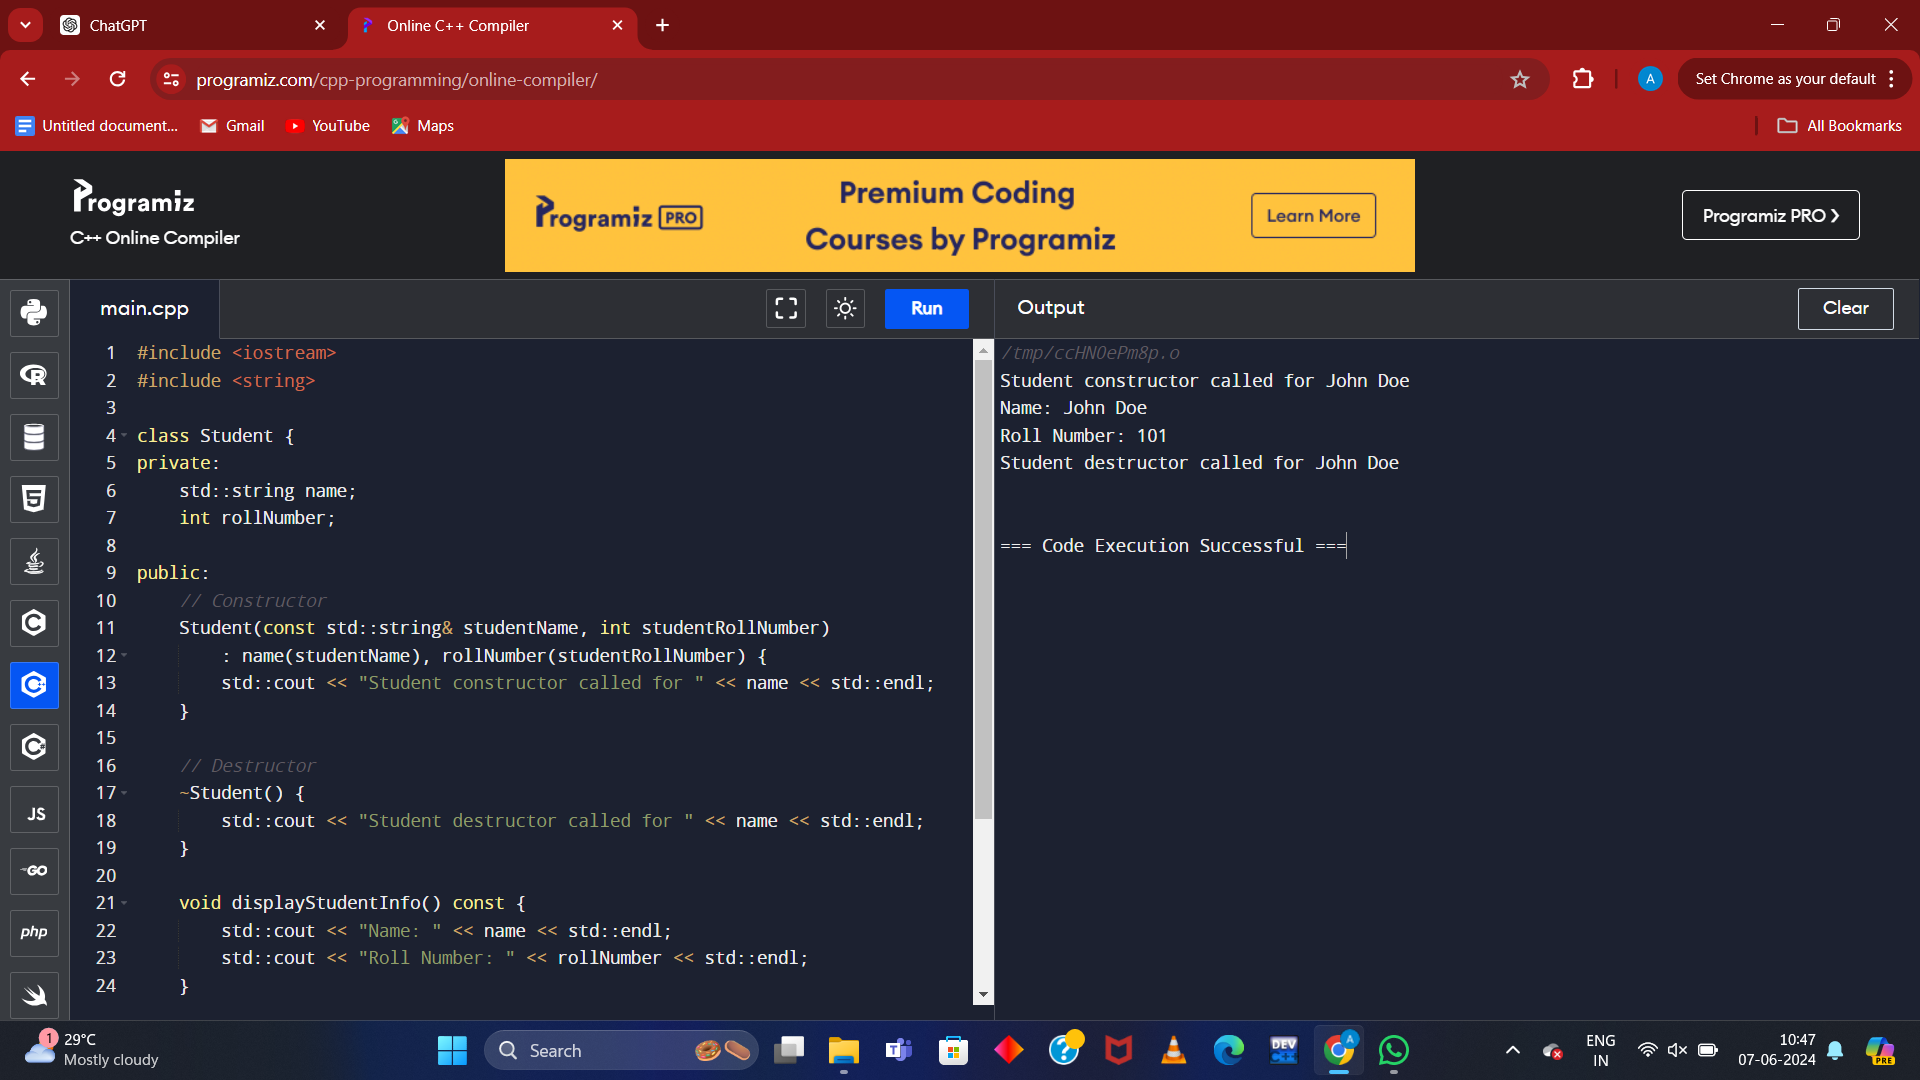 ChatGPT
Online C++ Compiler
programiz.com/cpp-programming/online-compiler/
A
Set Chrome as your default
Untitled document...
Gmail
YouTube
Maps
All Bookmarks
Programiz
C++ Online Compiler
Programiz PRO
Premium Coding
Courses by Programiz
Learn More
Programiz PRO ❯
main.cpp
Run
Output
Clear
1 #include <iostream>
2 #include <string>
3
4 class Student {
5 private:
6     std::string name;
7     int rollNumber;
8
9 public:
10     // Constructor
11     Student(const std::string& studentName, int studentRollNumber)
12         : name(studentName), rollNumber(studentRollNumber) {
13         std::cout << "Student constructor called for " << name << std::endl;
14     }
15
16     // Destructor
17     ~Student() {
18         std::cout << "Student destructor called for " << name << std::endl;
19     }
20
21     void displayStudentInfo() const {
22         std::cout << "Name: " << name << std::endl;
23         std::cout << "Roll Number: " << rollNumber << std::endl;
24     }
/tmp/ccHNOePm8p.o
Student constructor called for John Doe
Name: John Doe
Roll Number: 101
Student destructor called for John Doe
=== Code Execution Successful ===
JS
GO
php
1
29°C
Mostly cloudy
Search
DEV
C++
A
ENG
IN
10:47
07-06-2024
PRE